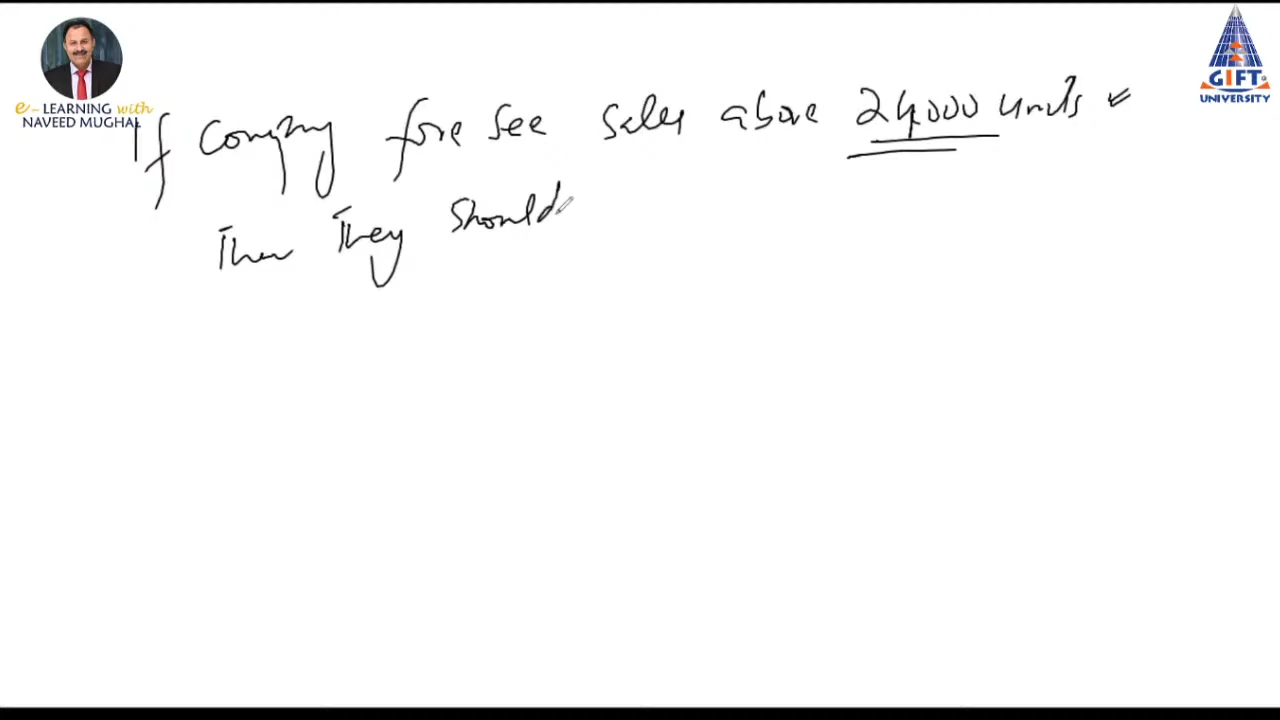 e-LEARNING with
NAVEED MUGHAL
GIFT
UNIVERSITY
If Company fore see sales above 24000 units
Then They should